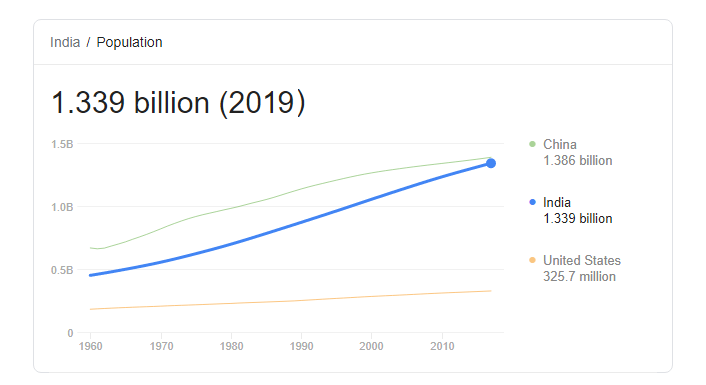 India / Population
1.339 billion (2019)
1.5B
1.0B
0.5B
0
1960 1970 1980 1990 2000 2010
China
1.386 billion
India
1.339 billion
United States
325.7 million